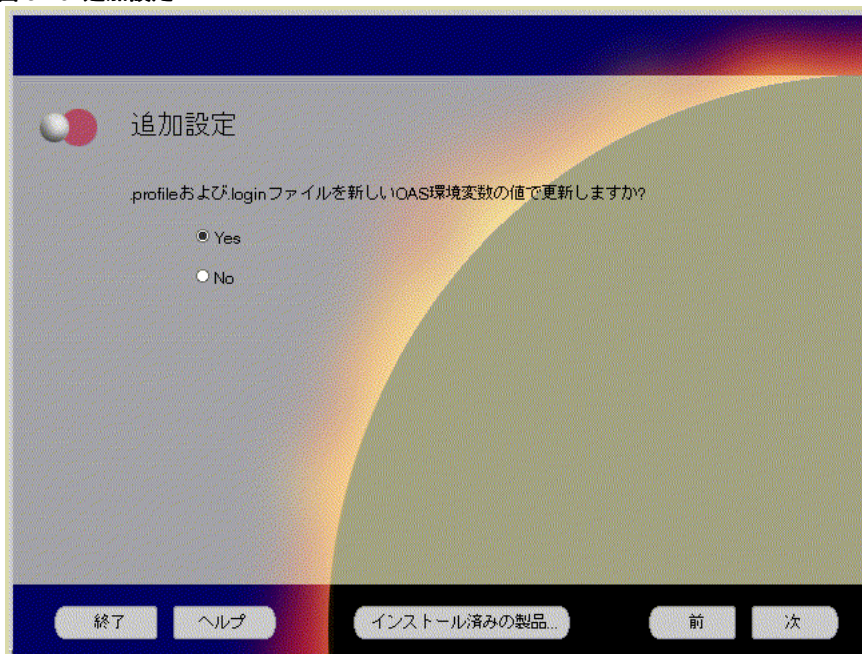 追加設定
.profileおよび.loginファイルを新しいOAS環境変数の値で更新しますか?
Yes
No
終了
ヘルプ
インストール済みの製品...
前
次